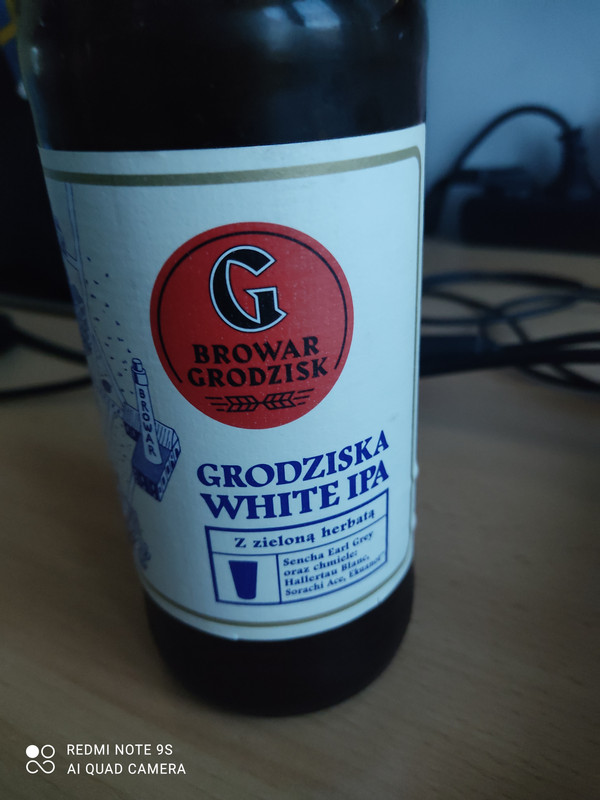 G
BROWAR
GRODZISK
BROWAR
GRODZISKA
WHITE IPA
Z zieloną herbatą
Sencha Earl Grey
oraz chmiele:
Hallertau Blanc,
Sorachi Ace, Ekuanot™
REDMI NOTE 9S
AI QUAD CAMERA